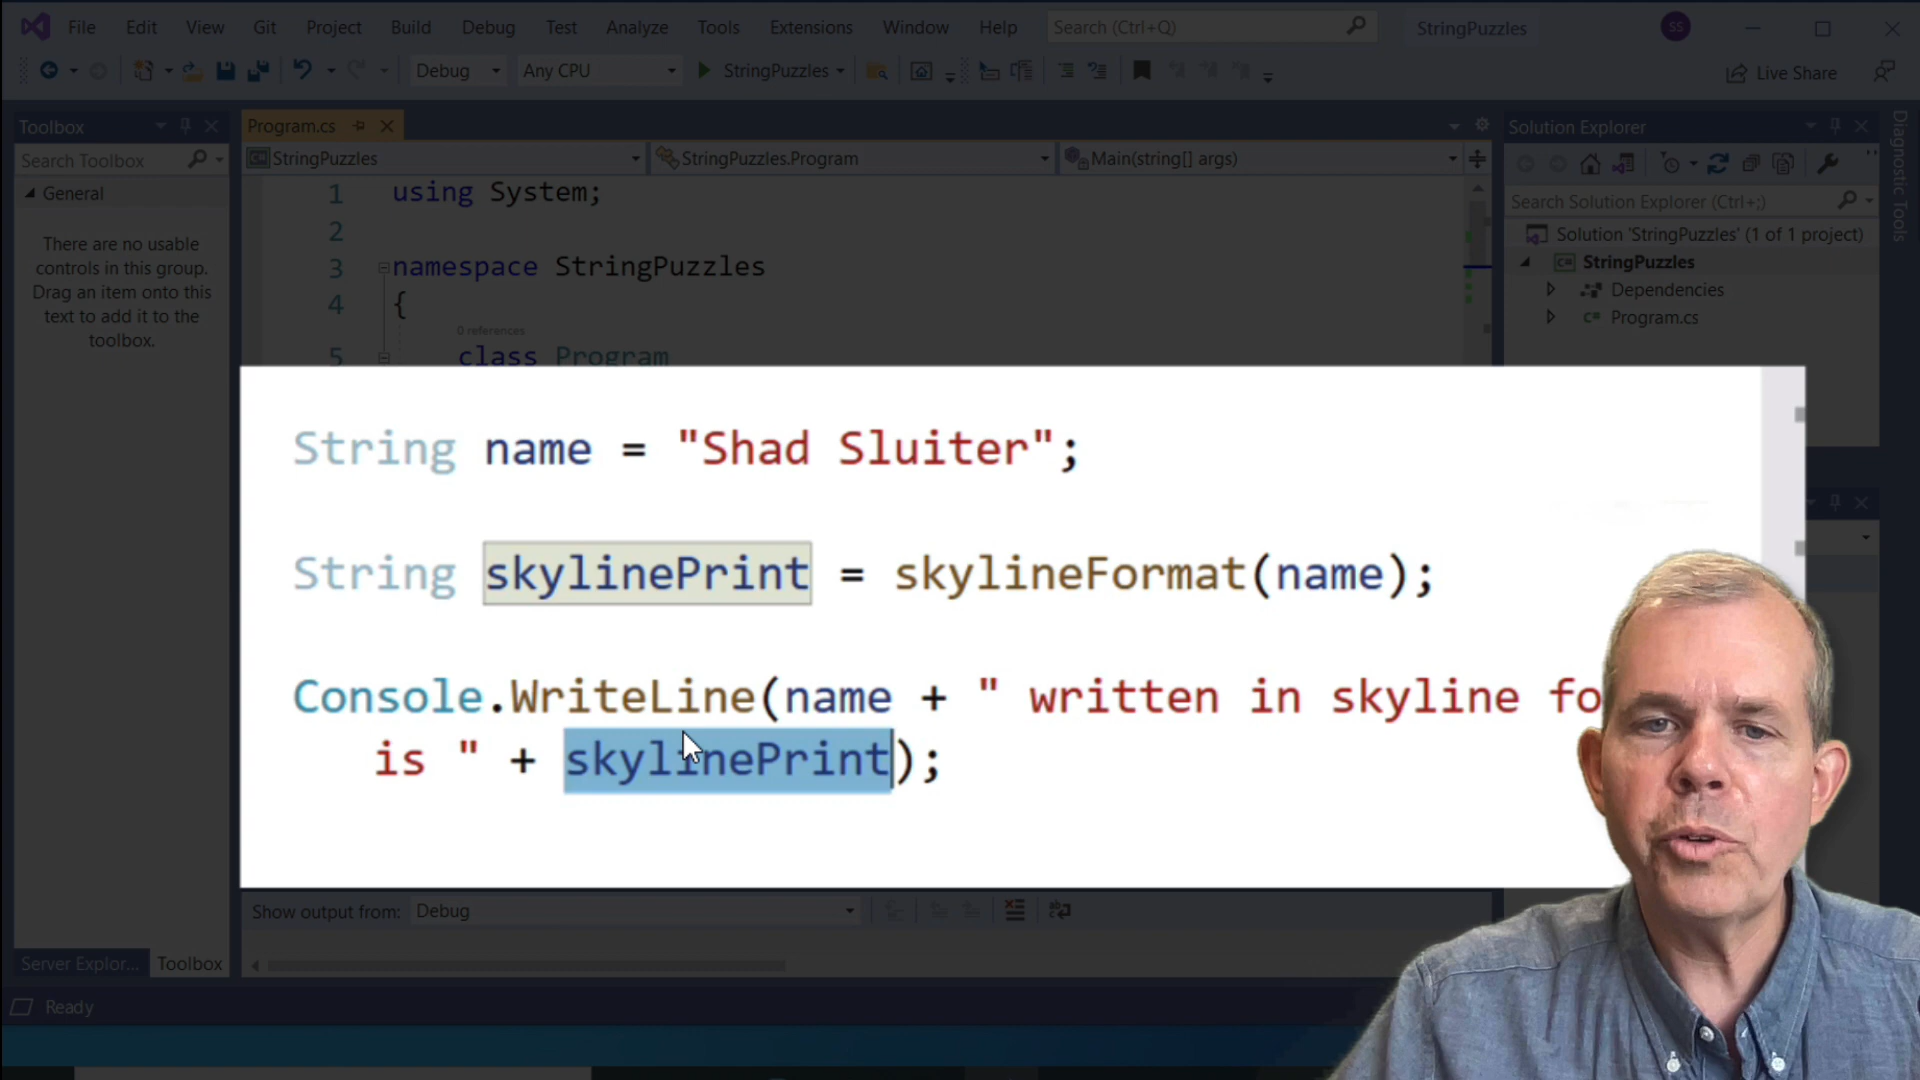 File Edit View Git Project Build Debug Test Analyze Tools Extensions Window Help Search (Ctrl+Q) StringPuzzles SS
Debug Any CPU StringPuzzles Live Share
Toolbox
Search Toolbox
General
There are no usable
controls in this group.
Drag an item onto this
text to add it to the
toolbox.
Server Explor... Toolbox
Program.cs
StringPuzzles StringPuzzles.Program Main(string[] args)
1 using System;
2
3 namespace StringPuzzles
4 {
0 references
5 class Program
String name = "Shad Sluiter";
String skylinePrint = skylineFormat(name);
Console.WriteLine(name + " written in skyline fo
is " + skylinePrint);
Show output from: Debug
Solution Explorer
Search Solution Explorer (Ctrl+;)
Solution 'StringPuzzles' (1 of 1 project)
StringPuzzles
Dependencies
Program.cs
Diagnostic Tools
Ready